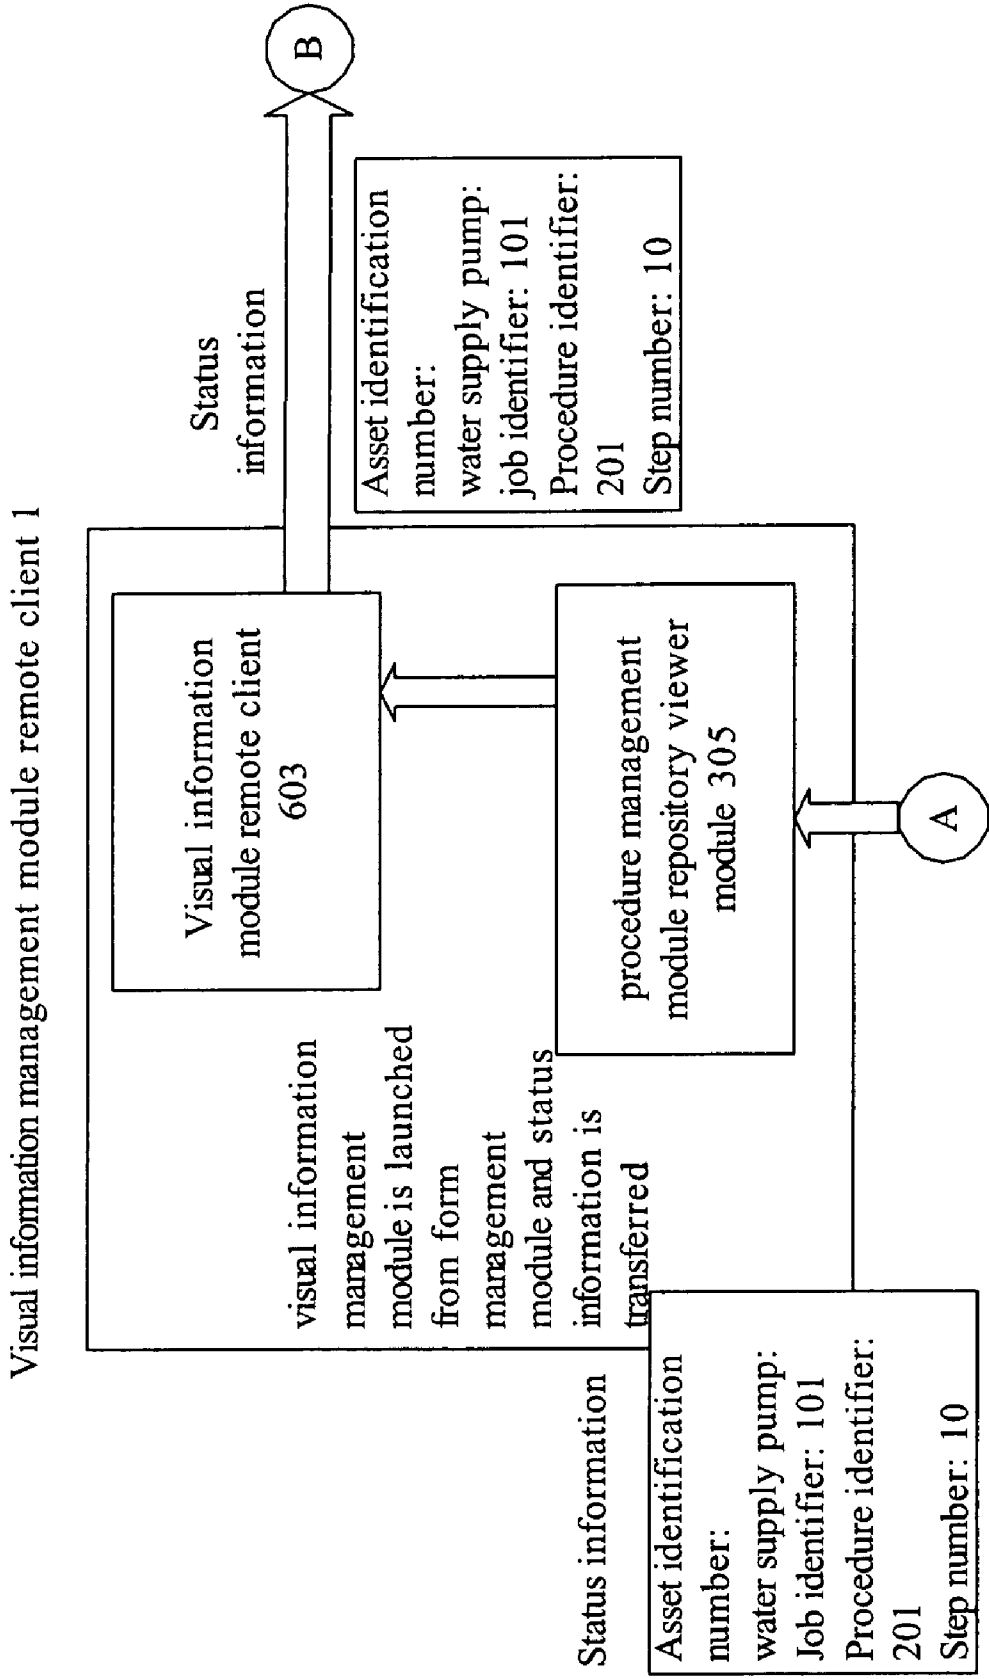 Visual information management module remote client 1
Visual information
module remote client
603
Status
information
B
visual information
management
module is launched
from form
management
module and status
information is
transferred
procedure management
module repository viewer
module 305
Asset identification
number:
water supply pump:
job identifier: 101
Procedure identifier:
201
Step number: 10
Status information
Asset identification
number:
water supply pump:
Job identifier: 101
Procedure identifier:
201
Step number: 10
A